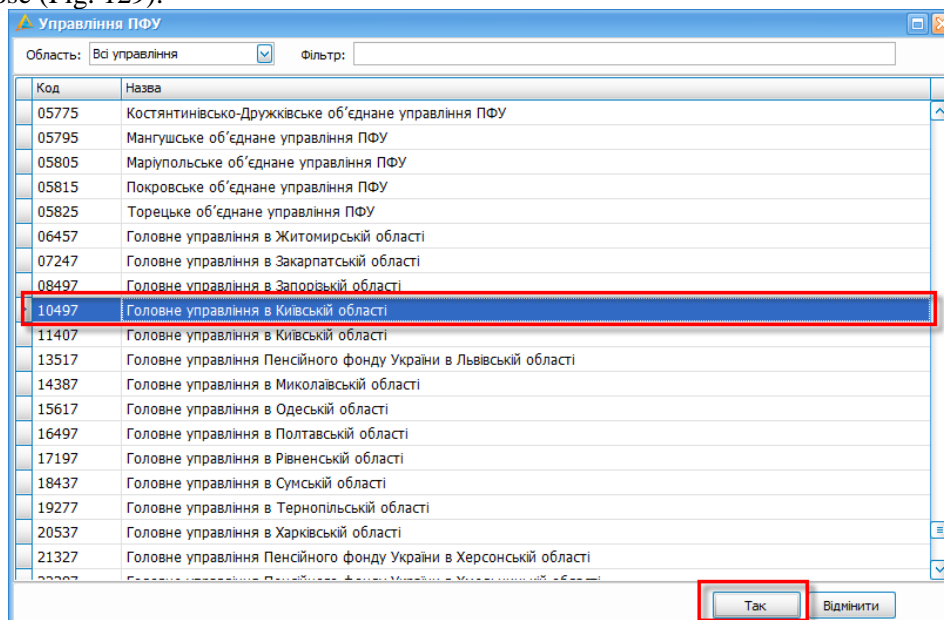 (Fig. 129).
Управління ПФУ
Область: Всі управління Фільтр:
Код Назва
05775 Костянтинівсько-Дружківське об’єднане управління ПФУ
05795 Мангушське об’єднане управління ПФУ
05805 Маріупольське об’єднане управління ПФУ
05815 Покровське об’єднане управління ПФУ
05825 Торецьке об’єднане управління ПФУ
06457 Головне управління в Житомирській області
07247 Головне управління в Закарпатській області
08497 Головне управління в Запорізькій області
10497 Головне управління в Київській області
11407 Головне управління в Київській області
13517 Головне управління Пенсійного фонду України в Львівській області
14387 Головне управління в Миколаївській області
15617 Головне управління в Одеській області
16497 Головне управління в Полтавській області
17197 Головне управління в Рівненській області
18437 Головне управління в Сумській області
19277 Головне управління в Тернопільській області
20537 Головне управління в Харківській області
21327 Головне управління Пенсійного фонду України в Херсонській області
Так Відмінити